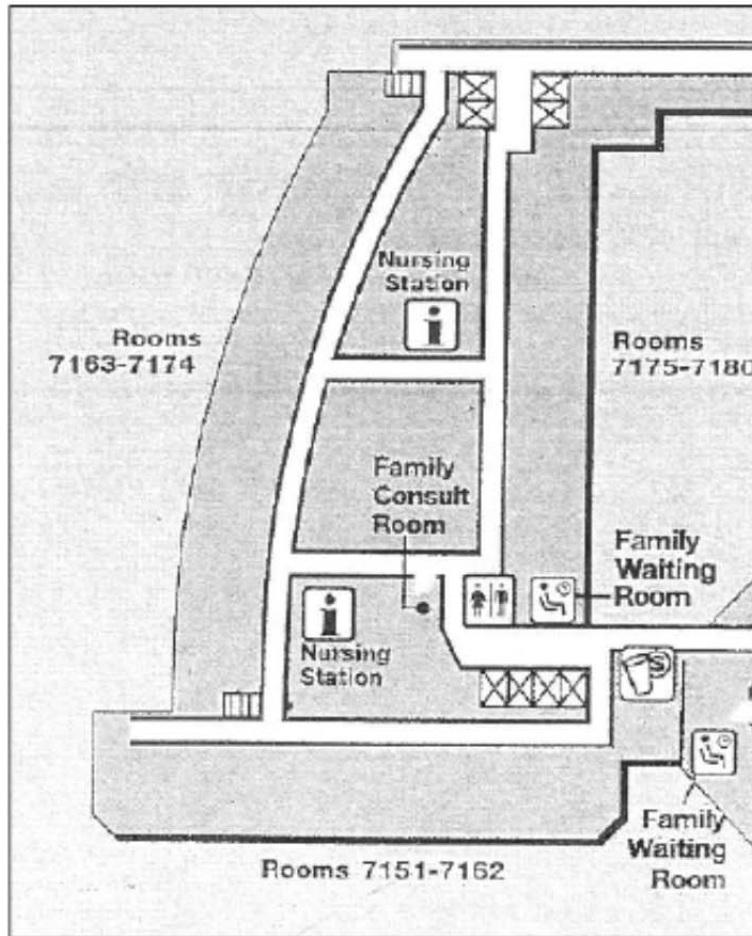 Nursing
Station
Rooms
7163-7174
Rooms
7175-7180
Family
Consult
Room
Family
Waiting
Room
Nursing
Station
Family
Waiting
Room
Rooms 7151-7162